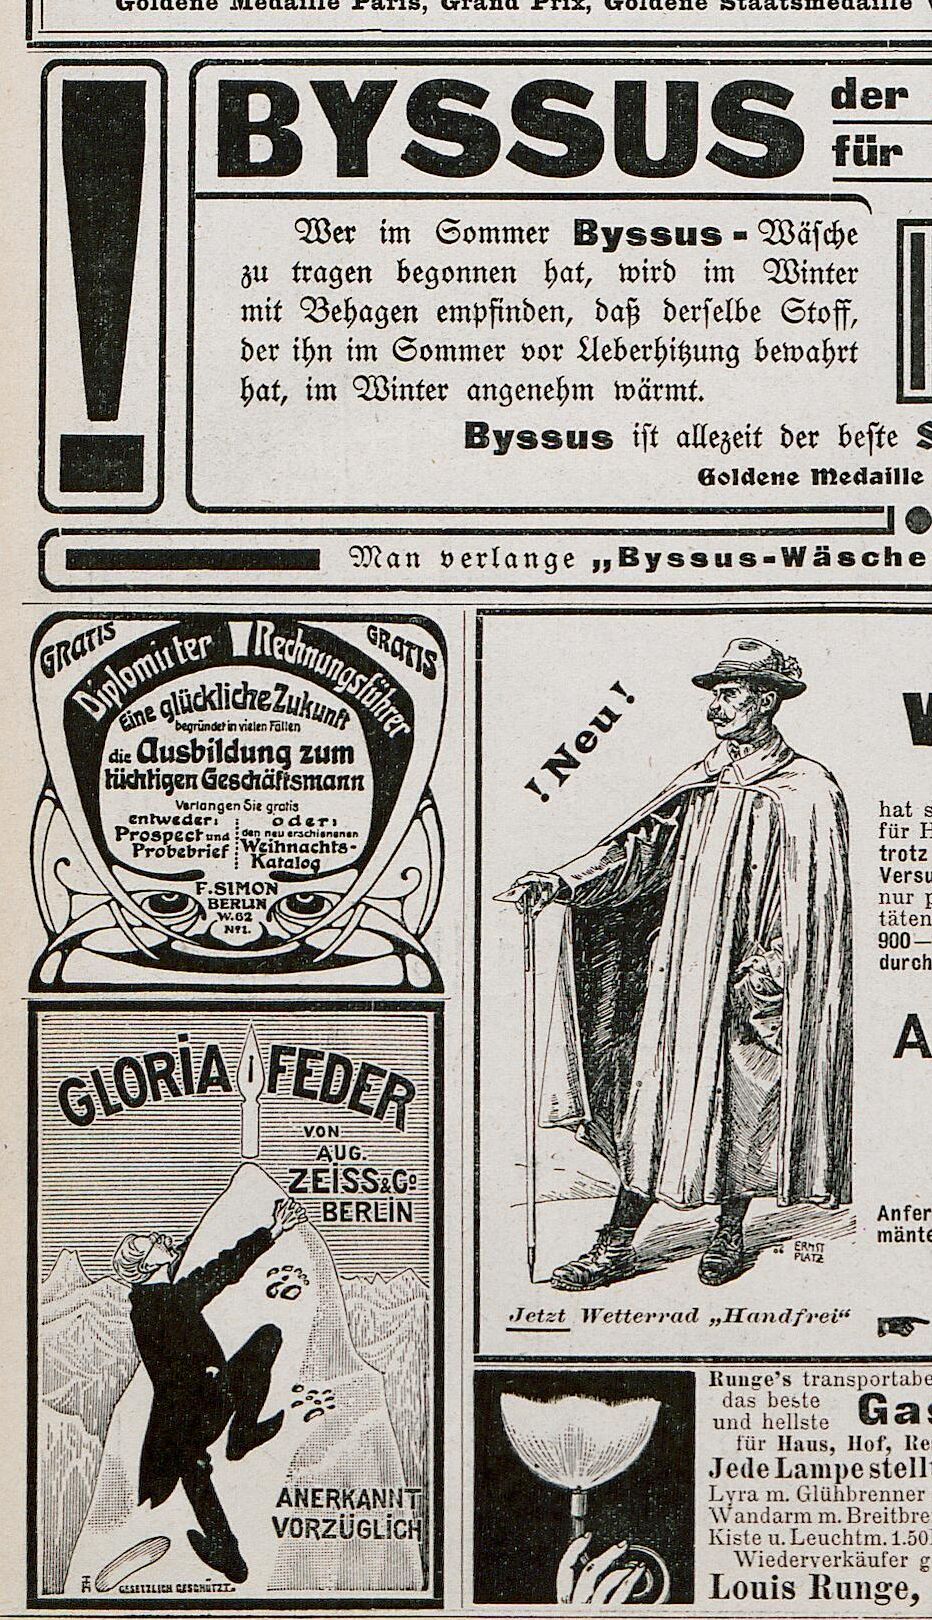 Goldene Medaille Paris, Grand Prix, Goldene Staatsmedaille
!
BYSSUS
der
für
Wer im Sommer Byssus-Wäsche
zu tragen begonnen hat, wird im Winter
mit Behagen empfinden, daß derselbe Stoff,
der ihn im Sommer vor Ueberhitzung bewahrt
hat, im Winter angenehm wärmt.
Byssus ist allezeit der beste
Goldene Medaille
Man verlange „Byssus-Wäsche
GRATIS
GRATIS
Diplomirter Rechnungsführer
Eine glückliche Zukunft
begründet in vielen Fällen
die Ausbildung zum
tüchtigen Geschäftsmann
Verlangen Sie gratis
entweder:
Prospect und
Probebrief
oder:
den neu erschienenen
Weihnachts-
Katalog
F. SIMON
BERLIN
W. 62
№ 1.
GLORIA FEDER
VON
AUG.
ZEISS & Co
BERLIN
ANERKANNT
VORZÜGLICH
GESETZLICH GESCHÜTZT.
! Neu !
06 ERNST
PLATZ
Jetzt Wetterrad „Handfrei“
W
hat s
für H
trotz
Versu
nur p
täten
900—
durch
A
Anfer
mänte
Runge's transportabe
das beste
und hellste
Gas
für Haus, Hof, Re
Jede Lampe stellt
Lyra m. Glühbrenner
Wandarm m. Breitbre
Kiste u. Leuchtm. 1.50
Wiederverkäufer g
Louis Runge,